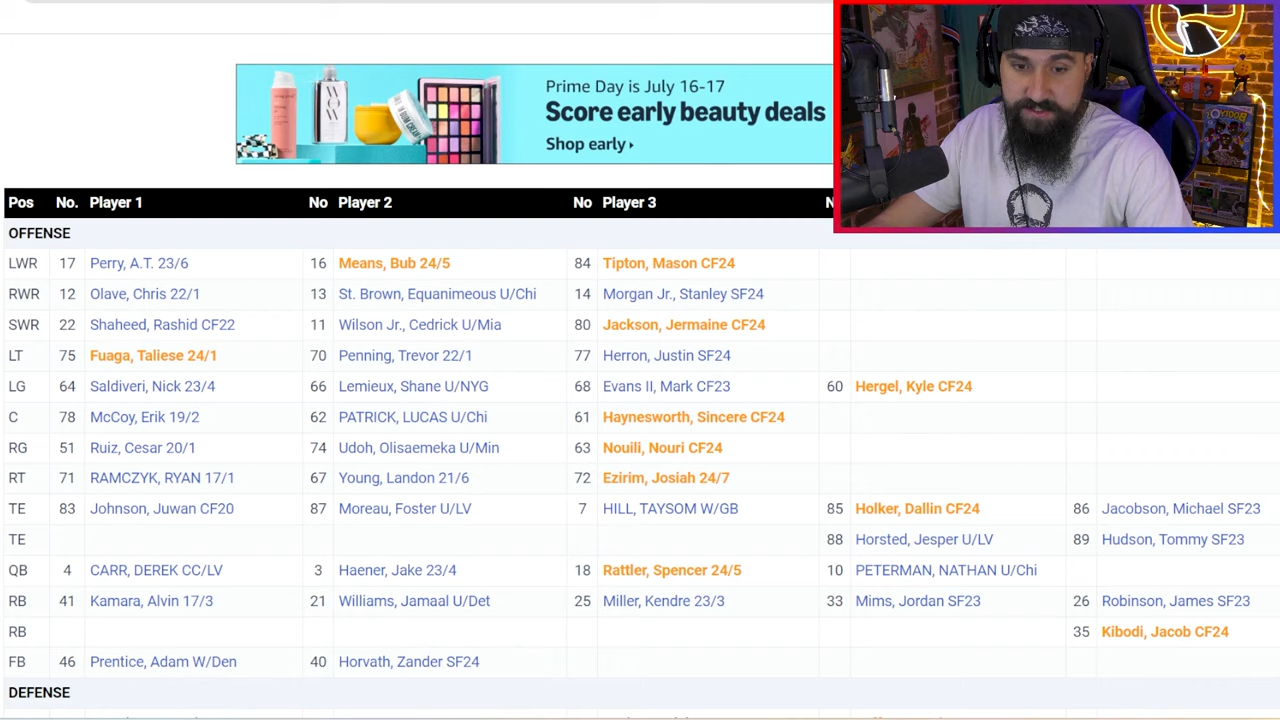 Prime Day is July 16-17
Score early beauty deals
Shop early
WOW
Pos No. Player 1 No Player 2 No Player 3 N
OFFENSE
LWR 17 Perry, A.T. 23/6 16 Means, Bub 24/5 84 Tipton, Mason CF24
RWR 12 Olave, Chris 22/1 13 St. Brown, Equanimeous U/Chi 14 Morgan Jr., Stanley SF24
SWR 22 Shaheed, Rashid CF22 11 Wilson Jr., Cedrick U/Mia 80 Jackson, Jermaine CF24
LT 75 Fuaga, Taliese 24/1 70 Penning, Trevor 22/1 77 Herron, Justin SF24
LG 64 Saldiveri, Nick 23/4 66 Lemieux, Shane U/NYG 68 Evans II, Mark CF23 60 Hergel, Kyle CF24
C 78 McCoy, Erik 19/2 62 PATRICK, LUCAS U/Chi 61 Haynesworth, Sincere CF24
RG 51 Ruiz, Cesar 20/1 74 Udoh, Olisaemeka U/Min 63 Nouili, Nouri CF24
RT 71 RAMCZYK, RYAN 17/1 67 Young, Landon 21/6 72 Ezirim, Josiah 24/7
TE 83 Johnson, Juwan CF20 87 Moreau, Foster U/LV 7 HILL, TAYSOM W/GB 85 Holker, Dallin CF24 86 Jacobson, Michael SF23
TE 88 Horsted, Jesper U/LV 89 Hudson, Tommy SF23
QB 4 CARR, DEREK CC/LV 3 Haener, Jake 23/4 18 Rattler, Spencer 24/5 10 PETERMAN, NATHAN U/Chi
RB 41 Kamara, Alvin 17/3 21 Williams, Jamaal U/Det 25 Miller, Kendre 23/3 33 Mims, Jordan SF23 26 Robinson, James SF23
RB 35 Kibodi, Jacob CF24
FB 46 Prentice, Adam W/Den 40 Horvath, Zander SF24
DEFENSE